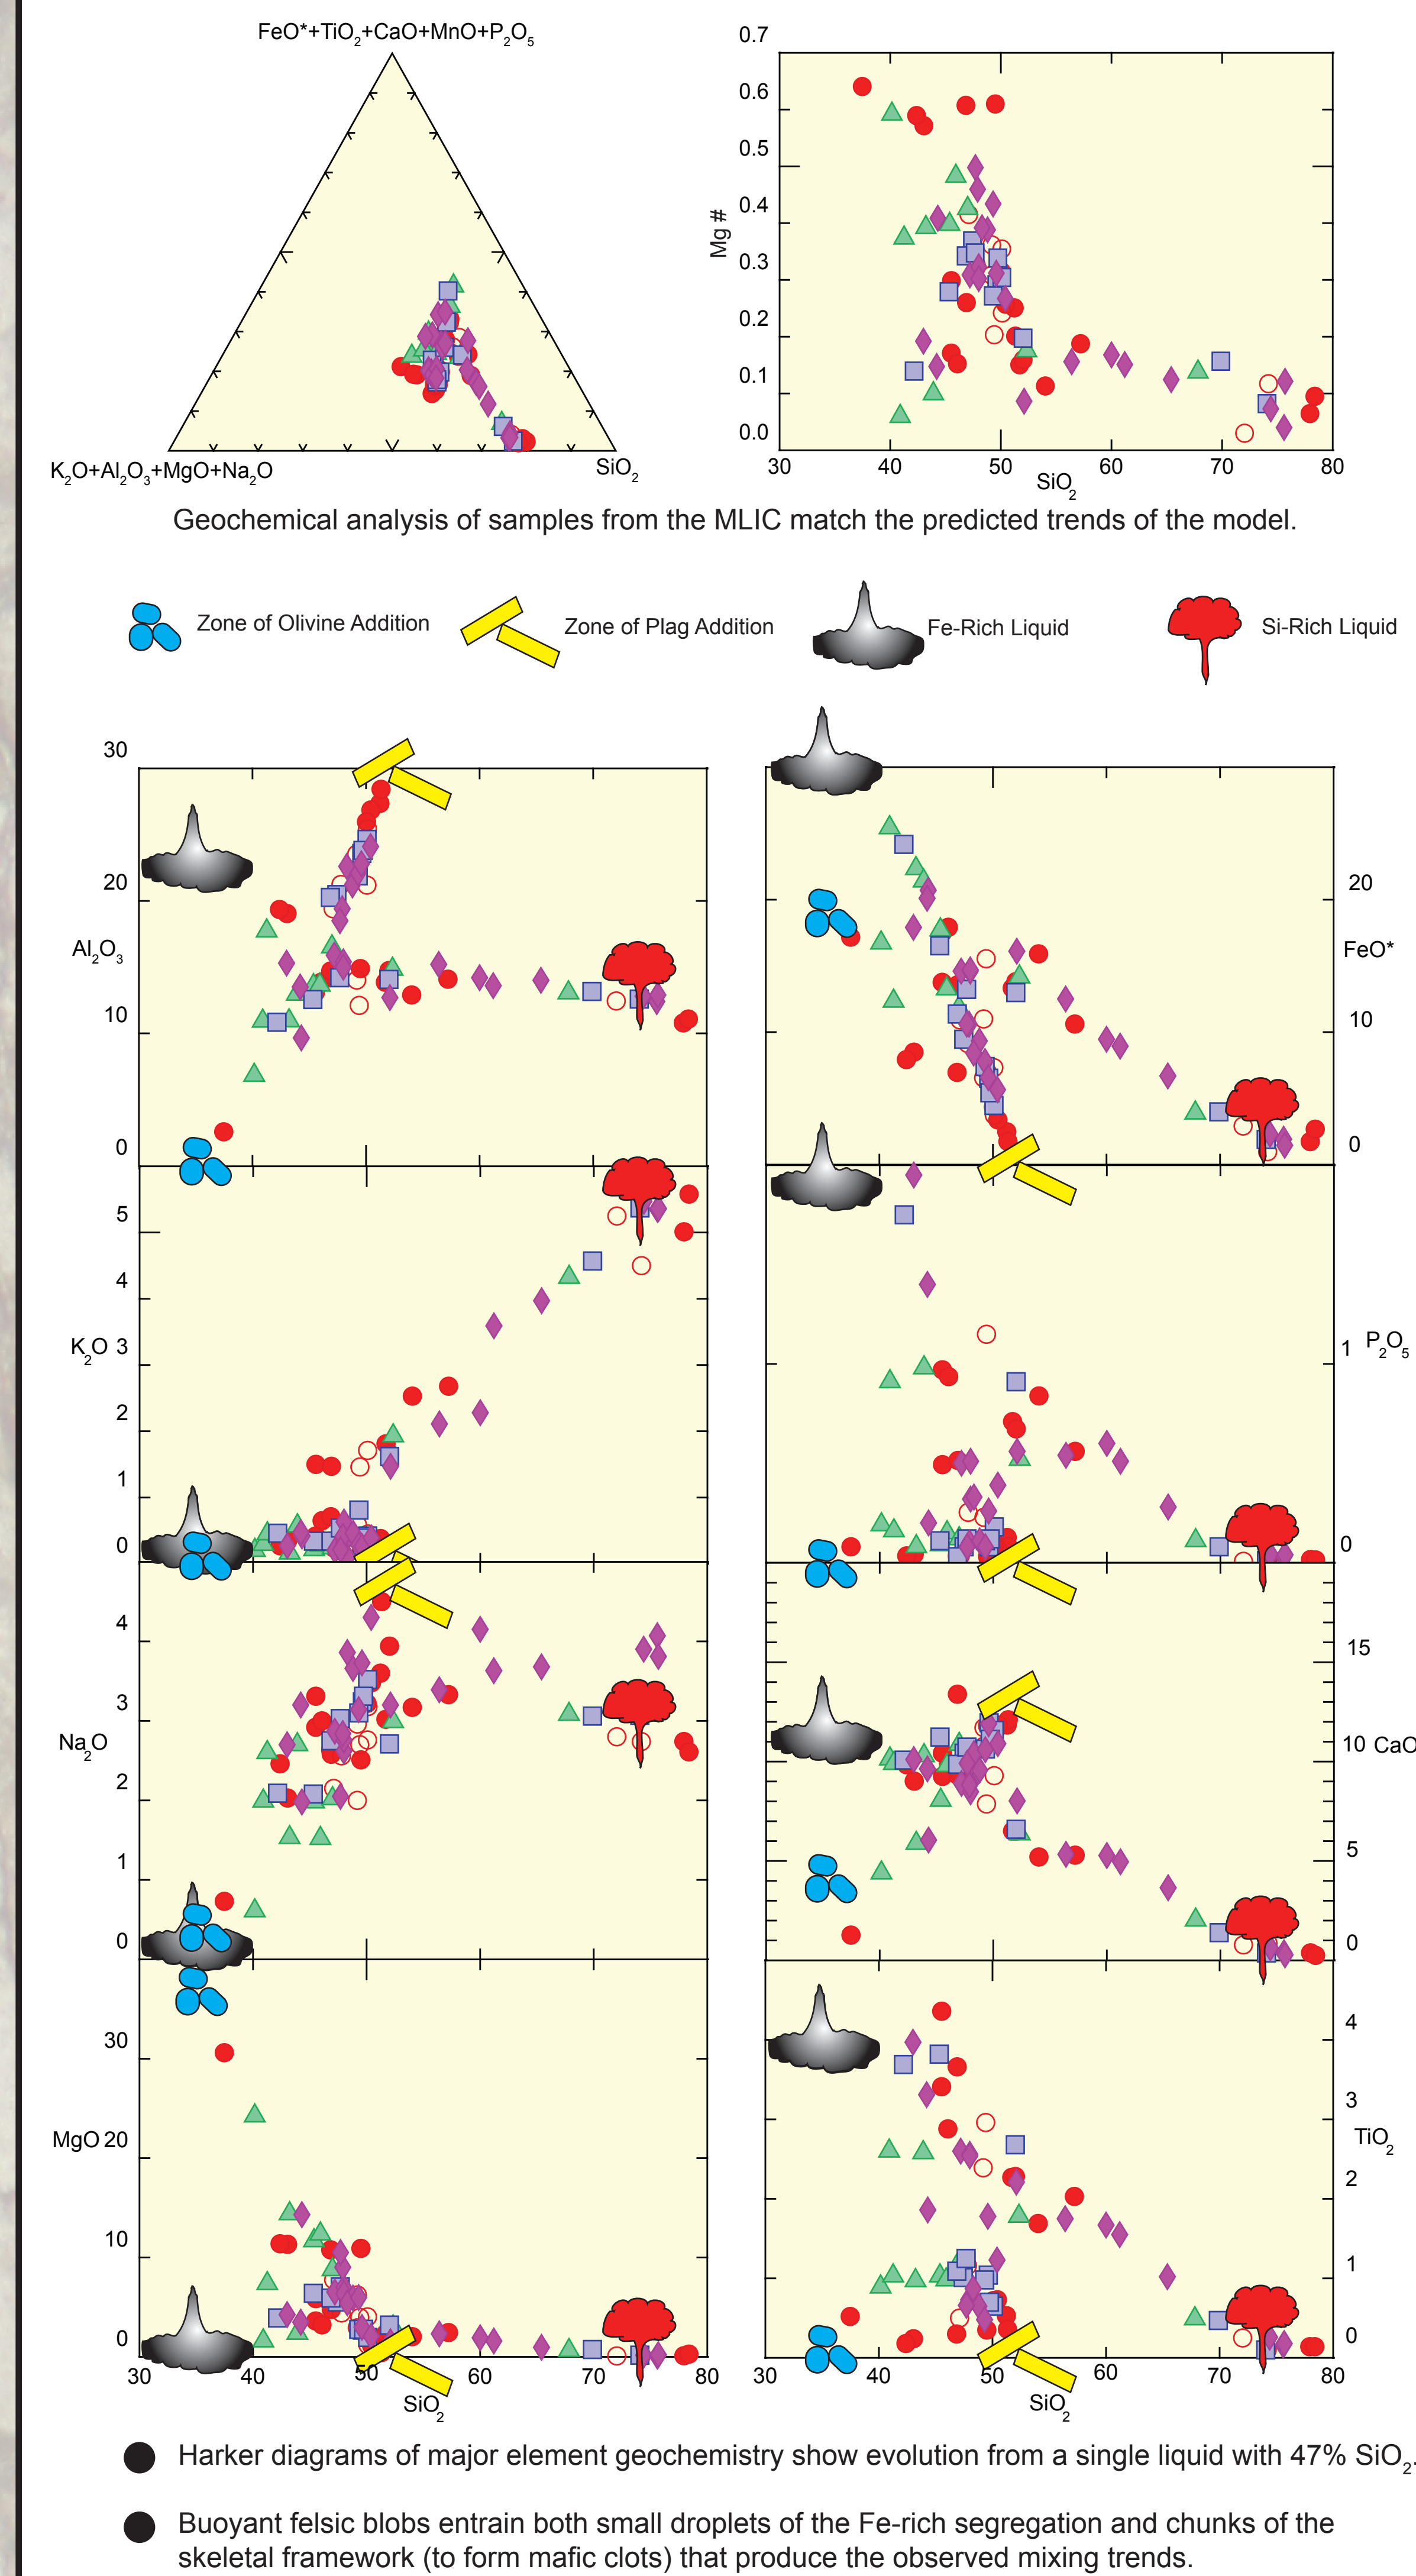 FeO*+TiO2+CaO+MnO+P2O5
K2O+Al2O3+MgO+Na2O
SiO2
0.7
0.6
0.5
0.4
0.3
0.2
0.1
0.0
Mg #
30 40 50 60 70 80
SiO2
Geochemical analysis of samples from the MLIC match the predicted trends of the model.
Zone of Olivine Addition
Zone of Plag Addition
Fe-Rich Liquid
Si-Rich Liquid
30
20
Al2O3
10
0
5
4
K2O 3
2
1
0
4
3
Na2O
2
1
0
30
MgO 20
10
0
30 40 50 60 70 80
SiO2
20
FeO*
10
0
1 P2O5
0
15
10 CaO
5
0
4
3
TiO2
2
1
0
30 40 50 60 70 80
SiO2
Harker diagrams of major element geochemistry show evolution from a single liquid with 47% SiO2.
Buoyant felsic blobs entrain both small droplets of the Fe-rich segregation and chunks of the
skeletal framework (to form mafic clots) that produce the observed mixing trends.